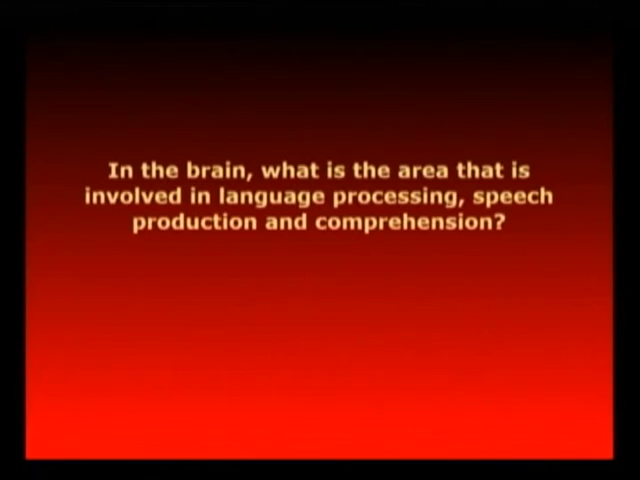 In the brain, what is the area that is
involved in language processing, speech
production and comprehension?